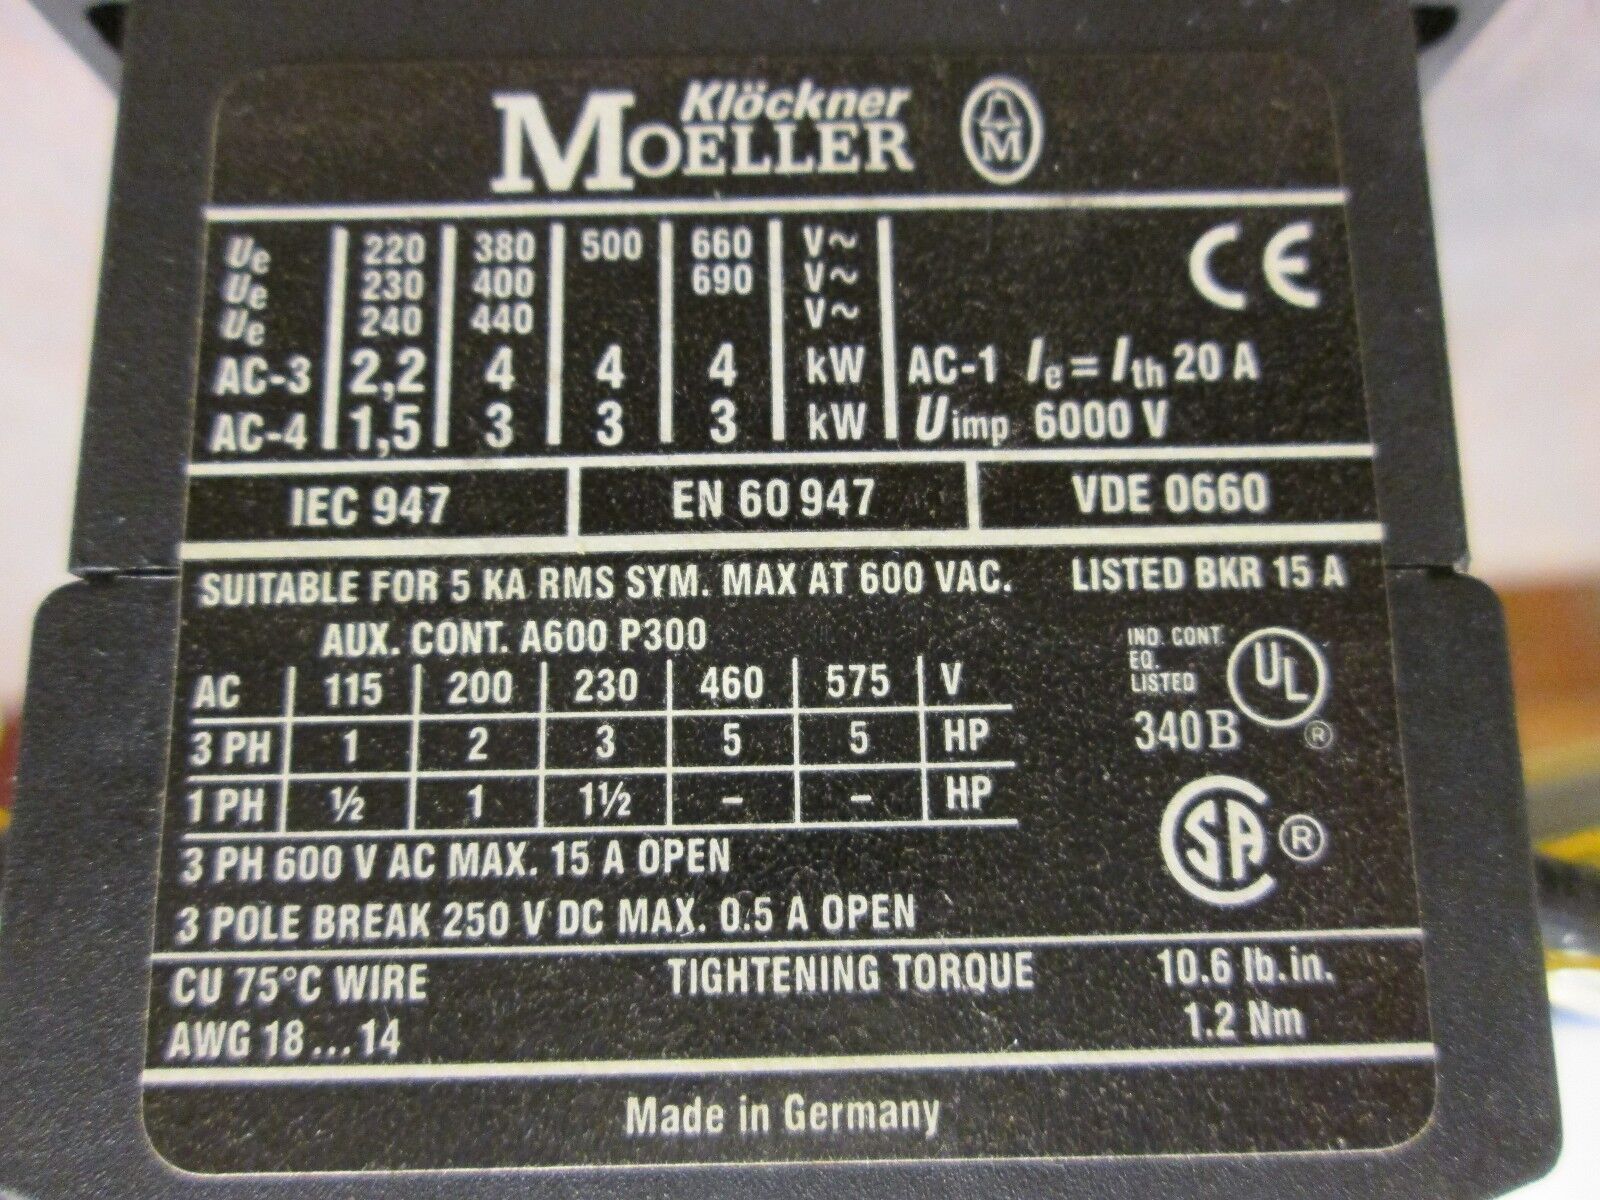 Klöckner
MOELLER
Ue 220 380 500 660 V~
Ue 230 400 690 V~
Ue 240 440 V~
AC-3 2,2 4 4 4 kW AC-1 Ie = Ith 20 A
AC-4 1,5 3 3 3 kW Uimp 6000 V
CE
IEC 947 EN 60 947 VDE 0660
SUITABLE FOR 5 KA RMS SYM. MAX AT 600 VAC. LISTED BKR 15 A
AUX. CONT. A600 P300
AC 115 200 230 460 575 V
3 PH 1 2 3 5 5 HP
1 PH ½ 1 1½ – – HP
IND. CONT.
EQ.
LISTED
340B
UL ®
CSA ®
3 PH 600 V AC MAX. 15 A OPEN
3 POLE BREAK 250 V DC MAX. 0.5 A OPEN
CU 75°C WIRE TIGHTENING TORQUE 10.6 lb.in.
AWG 18...14 1.2 Nm
Made in Germany